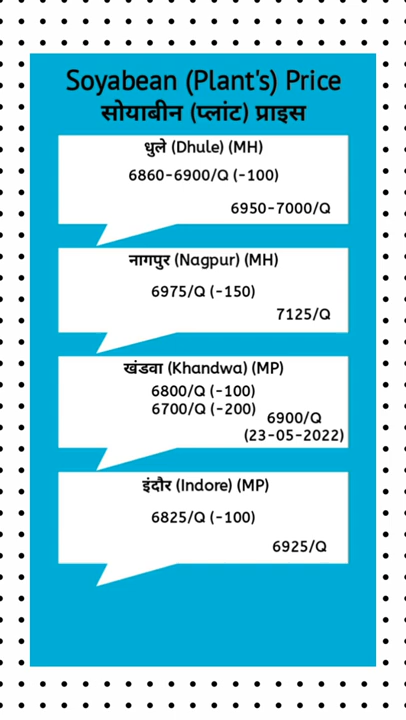 Soyabean (Plant's) Price
सोयाबीन (प्लांट) प्राइस
धुले (Dhule) (MH)
6860-6900/Q (-100)
6950-7000/Q
नागपुर (Nagpur) (MH)
6975/Q (-150)
7125/Q
खंडवा (Khandwa) (MP)
6800/Q (-100)
6700/Q (-200)
6900/Q
(23-05-2022)
इंदौर (Indore) (MP)
6825/Q (-100)
6925/Q